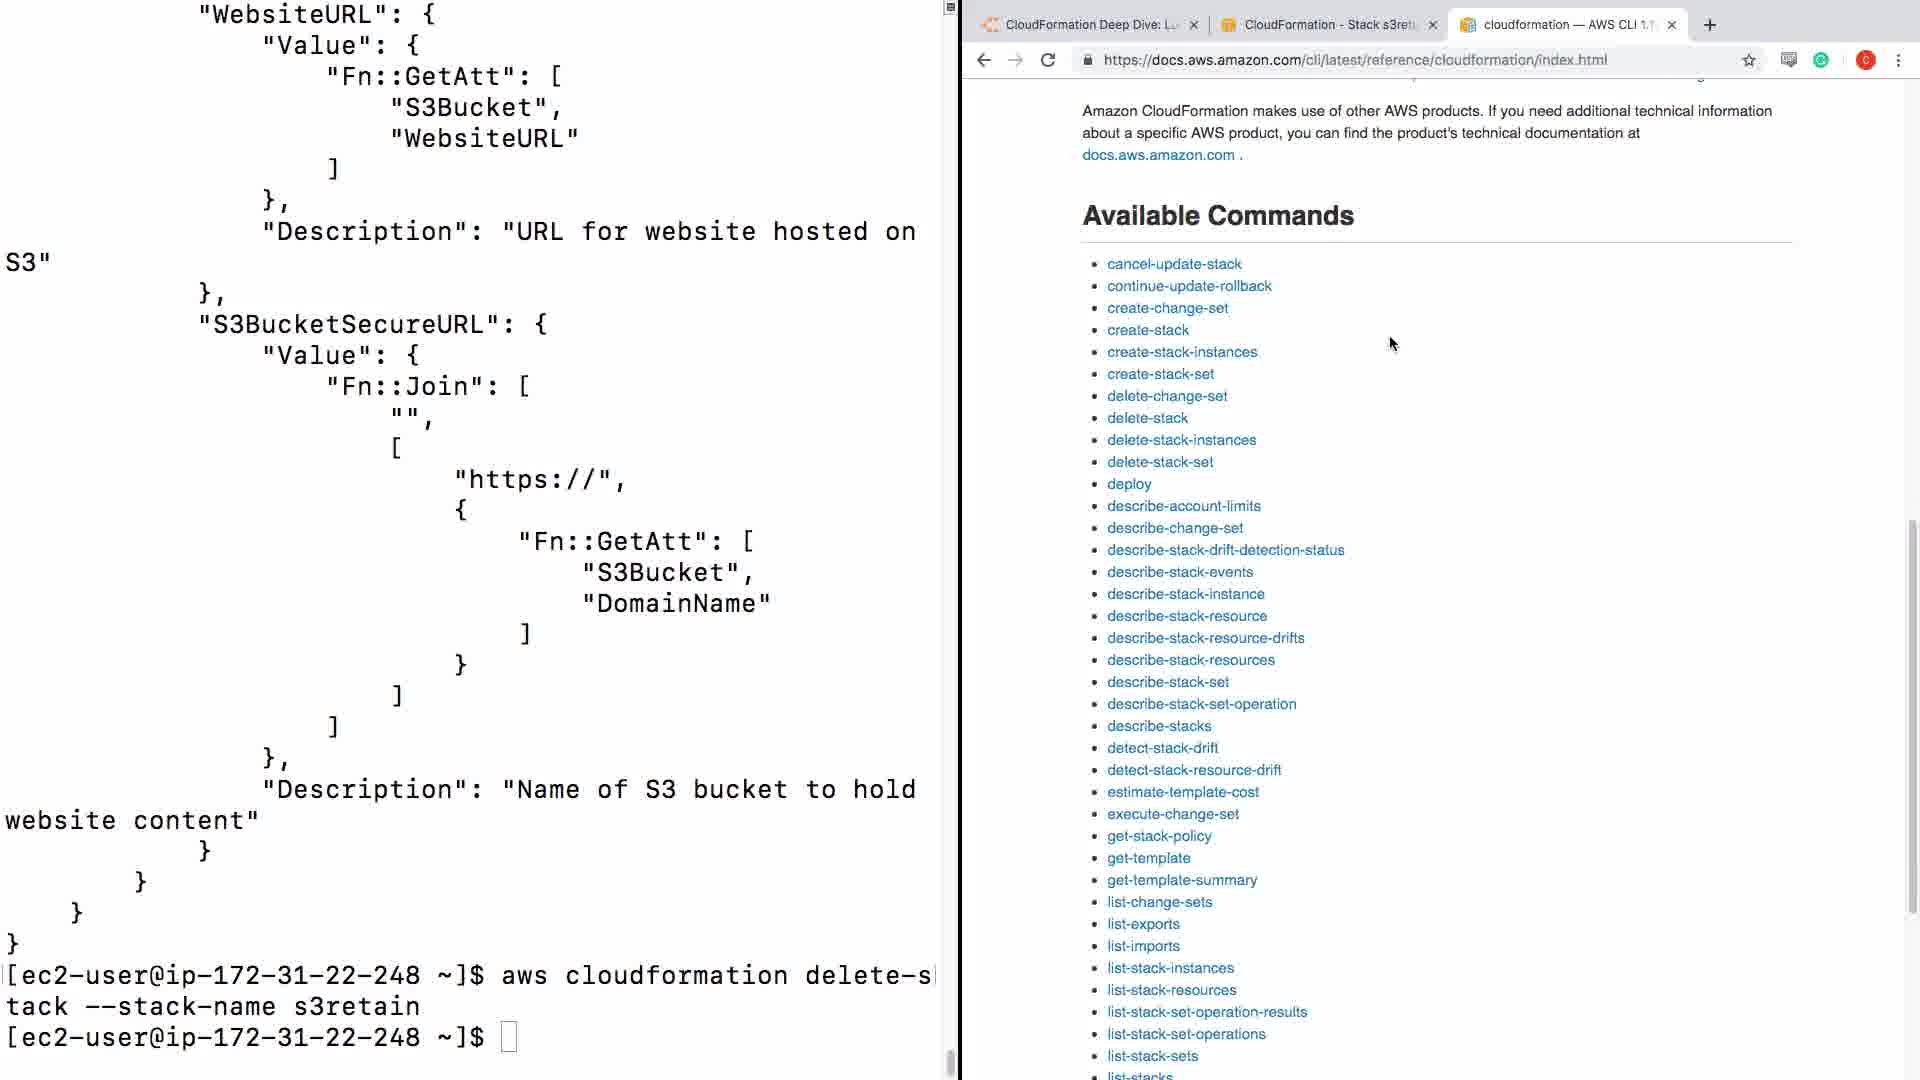 "WebsiteURL": {
"Value": {
"Fn::GetAtt": [
"S3Bucket",
"WebsiteURL"
]
},
"Description": "URL for website hosted on
S3"
},
"S3BucketSecureURL": {
"Value": {
"Fn::Join": [
"",
[
"https://",
{
"Fn::GetAtt": [
"S3Bucket",
"DomainName"
]
}
]
]
},
"Description": "Name of S3 bucket to hold
website content"
}
}
}
}
[ec2-user@ip-172-31-22-248 ~]$ aws cloudformation delete-s
tack --stack-name s3retain
[ec2-user@ip-172-31-22-248 ~]$
CloudFormation Deep Dive: L
CloudFormation - Stack s3ret
cloudformation — AWS CLI 1.
https://docs.aws.amazon.com/cli/latest/reference/cloudformation/index.html
C
Amazon CloudFormation makes use of other AWS products. If you need additional technical information
about a specific AWS product, you can find the product's technical documentation at
docs.aws.amazon.com .
Available Commands
• cancel-update-stack
• continue-update-rollback
• create-change-set
• create-stack
• create-stack-instances
• create-stack-set
• delete-change-set
• delete-stack
• delete-stack-instances
• delete-stack-set
• deploy
• describe-account-limits
• describe-change-set
• describe-stack-drift-detection-status
• describe-stack-events
• describe-stack-instance
• describe-stack-resource
• describe-stack-resource-drifts
• describe-stack-resources
• describe-stack-set
• describe-stack-set-operation
• describe-stacks
• detect-stack-drift
• detect-stack-resource-drift
• estimate-template-cost
• execute-change-set
• get-stack-policy
• get-template
• get-template-summary
• list-change-sets
• list-exports
• list-imports
• list-stack-instances
• list-stack-resources
• list-stack-set-operation-results
• list-stack-set-operations
• list-stack-sets
• list-stacks